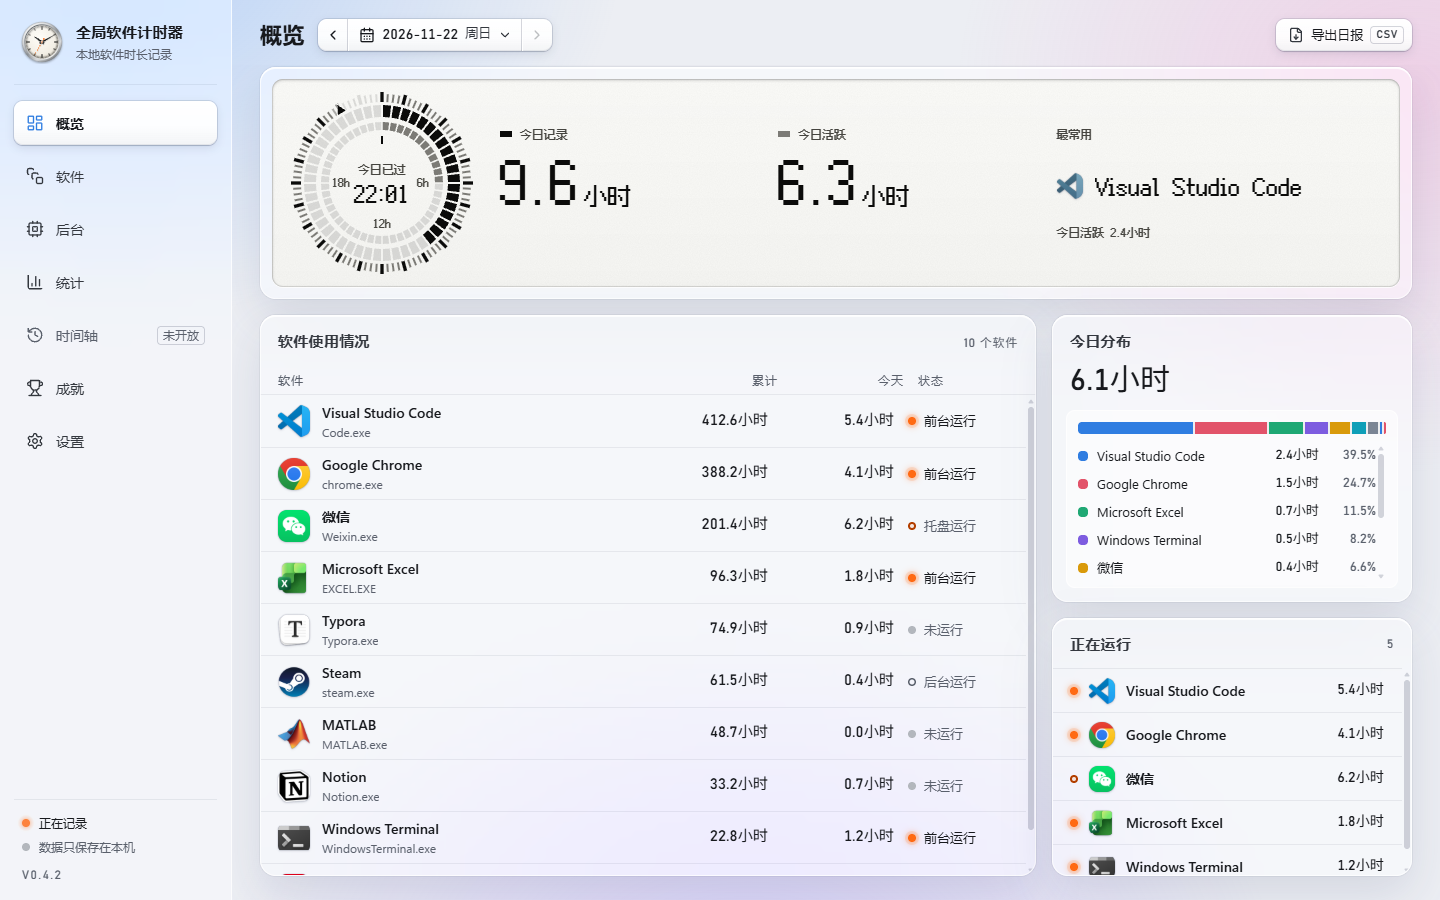 全局软件计时器
本地软件时长记录
概览
软件
后台
统计
时间轴 未开放
成就
设置
正在记录
数据只保存在本机
V0.4.2
概览
2026-11-22 周日
导出日报 CSV
今日已过
22:01
18h
6h
12h
今日记录
9.6小时
今日活跃
6.3小时
最常用
Visual Studio Code
今日活跃 2.4小时
软件使用情况
10 个软件
软件 累计 今天 状态
Visual Studio Code
Code.exe
412.6小时 5.4小时 前台运行
Google Chrome
chrome.exe
388.2小时 4.1小时 前台运行
微信
Weixin.exe
201.4小时 6.2小时 托盘运行
Microsoft Excel
EXCEL.EXE
96.3小时 1.8小时 前台运行
Typora
Typora.exe
74.9小时 0.9小时 未运行
Steam
steam.exe
61.5小时 0.4小时 后台运行
MATLAB
MATLAB.exe
48.7小时 0.0小时 未运行
Notion
Notion.exe
33.2小时 0.7小时 未运行
Windows Terminal
WindowsTerminal.exe
22.8小时 1.2小时 前台运行
今日分布
6.1小时
Visual Studio Code 2.4小时 39.5%
Google Chrome 1.5小时 24.7%
Microsoft Excel 0.7小时 11.5%
Windows Terminal 0.5小时 8.2%
微信 0.4小时 6.6%
正在运行 5
Visual Studio Code 5.4小时
Google Chrome 4.1小时
微信 6.2小时
Microsoft Excel 1.8小时
Windows Terminal 1.2小时